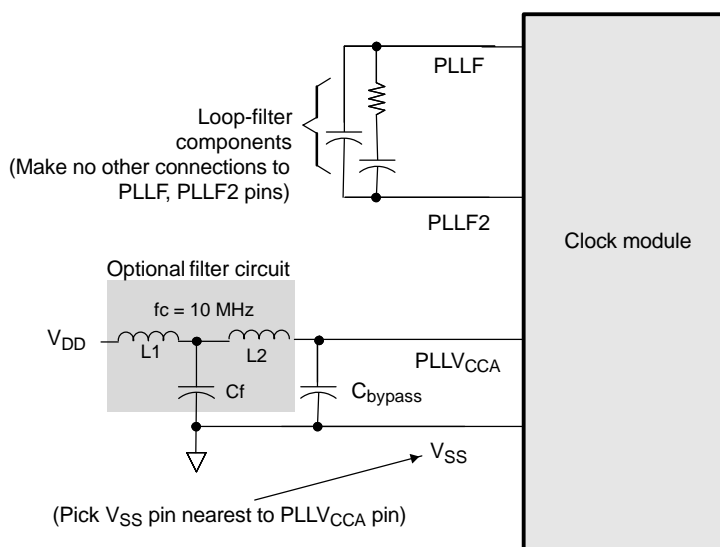 PLLF
Loop-filter
components
(Make no other connections to
PLLF, PLLF2 pins)
PLLF2
Clock module
Optional filter circuit
fc = 10 MHz
VDD
L1
L2
PLLVCCA
Cf
Cbypass
VSS
(Pick VSS pin nearest to PLLVCCA pin)